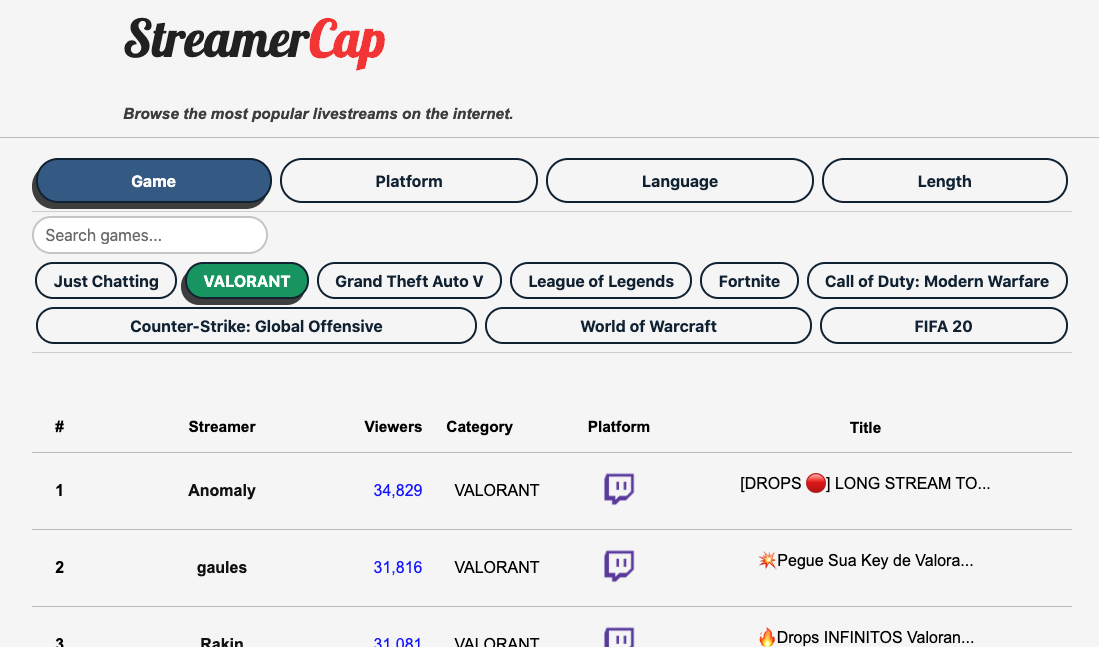 StreamerCap
Browse the most popular livestreams on the internet.
Game Platform Language Length
Search games...
Just Chatting VALORANT Grand Theft Auto V League of Legends Fortnite Call of Duty: Modern Warfare
Counter-Strike: Global Offensive World of Warcraft FIFA 20
# Streamer Viewers Category Platform Title
1 Anomaly 34,829 VALORANT [DROPS 🔴] LONG STREAM TO...
2 gaules 31,816 VALORANT 💥Pegue Sua Key de Valora...
3 Rakin 31,081 VALORANT 🔥Drops INFINITOS Valoran...